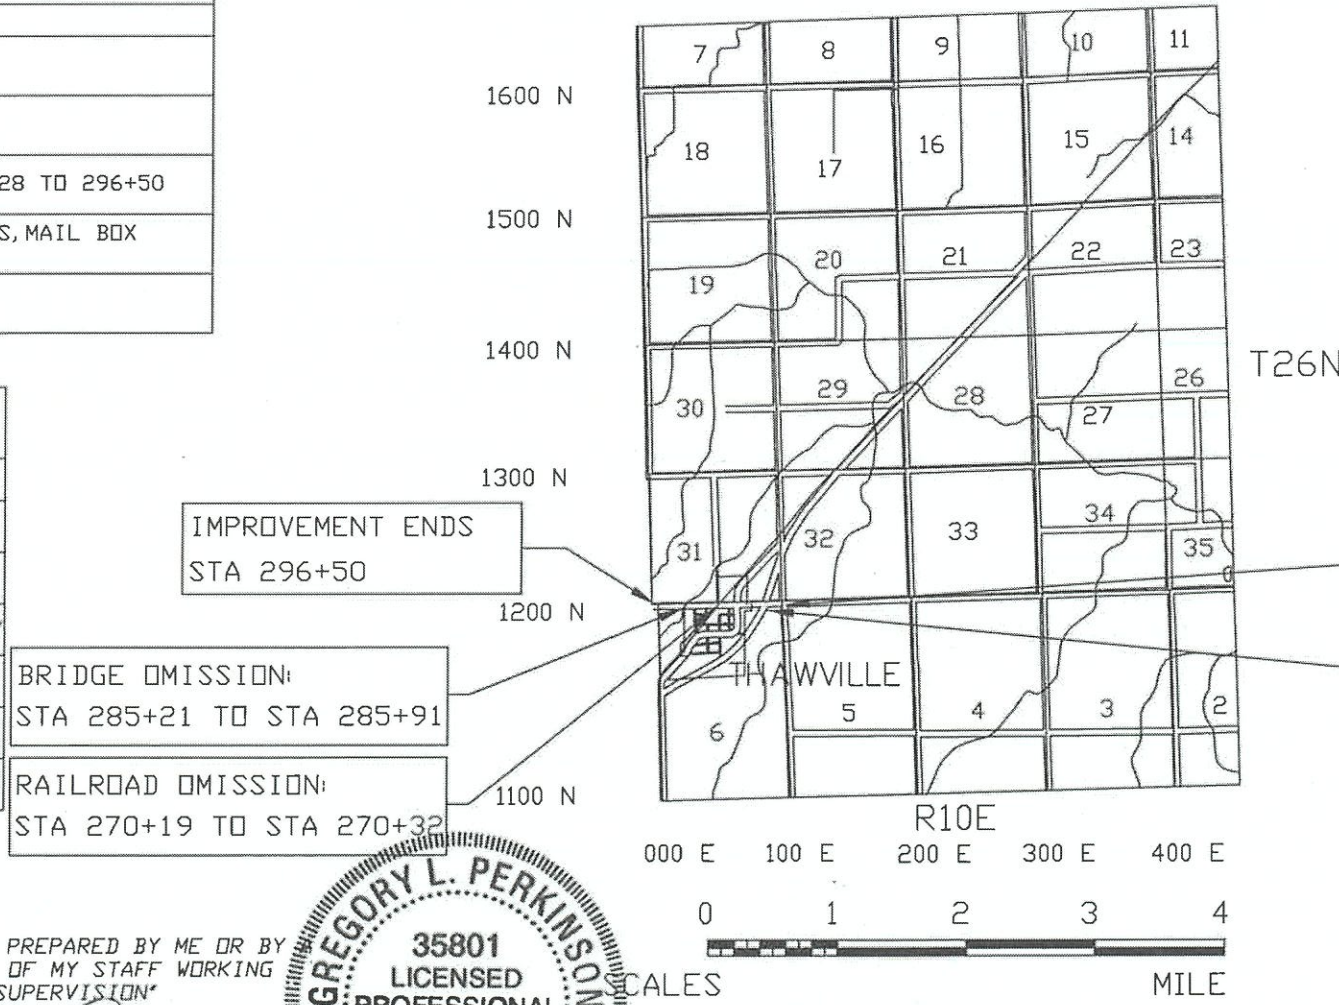 28 TO 296+50
S, MAIL BOX
7 8 9 10 11
1600 N
18 17 16 15 14
1500 N
19 20 21 22 23
1400 N
T26N
30 29 28 27 26
1300 N
IMPROVEMENT ENDS
STA 296+50
31 32 33 34 35
1200 N
BRIDGE OMISSION:
STA 285+21 TO STA 285+91
THAWVILLE
6 5 4 3 2
RAILROAD OMISSION:
STA 270+19 TO STA 270+32
1100 N
R10E
000 E 100 E 200 E 300 E 400 E
0 1 2 3 4
SCALES MILE
PREPARED BY ME OR BY
OF MY STAFF WORKING
SUPERVISION"
GREGORY L. PERKINSON
35801
LICENSED
PROFESSIONAL